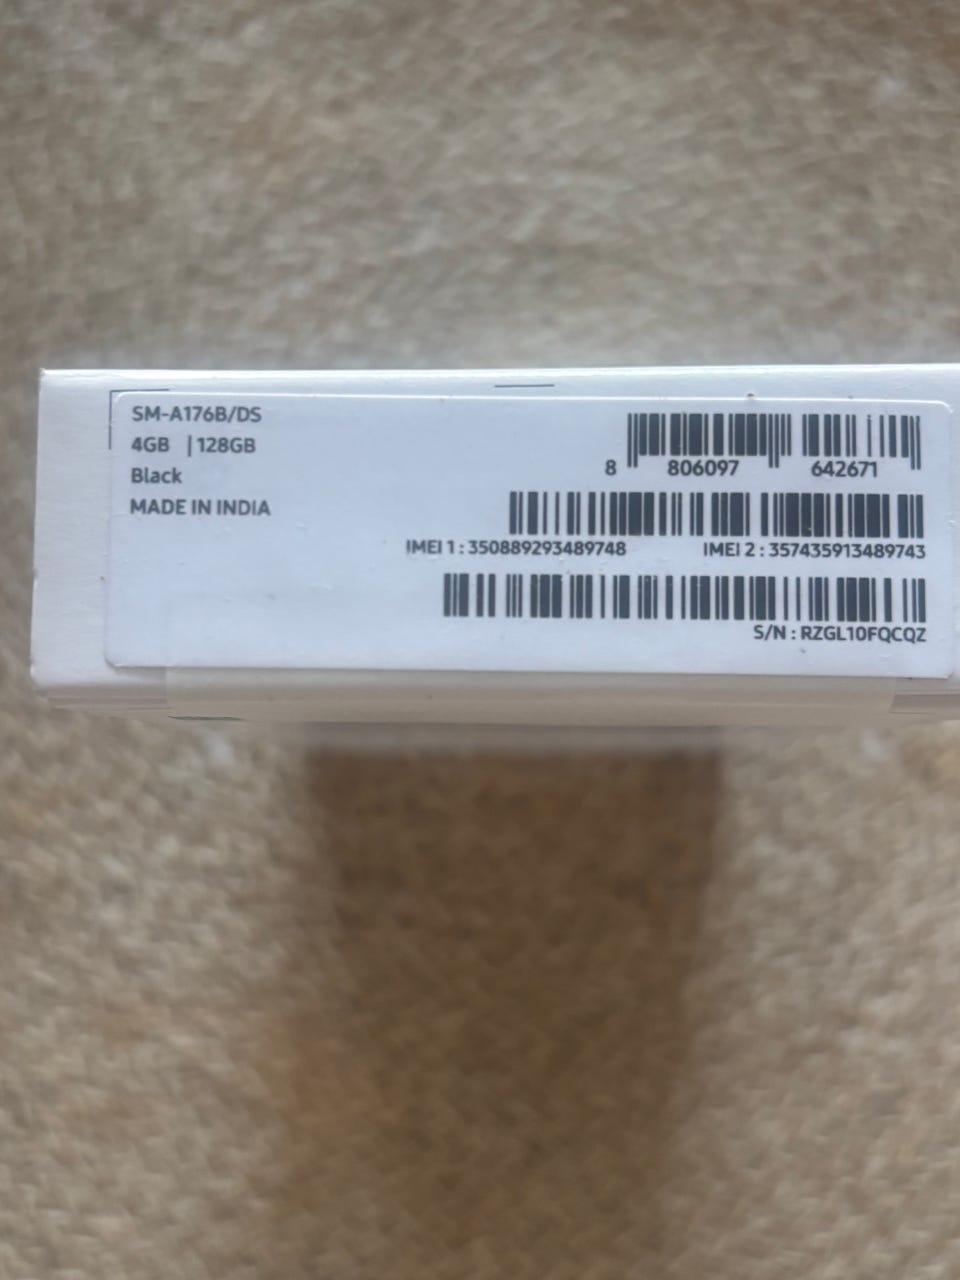 SM-A176B/DS
4GB | 128GB
Black
MADE IN INDIA
8 806097 642671
IMEI 1 : 350889293489748 IMEI 2 : 357435913489743
S/N : RZGL10FQCQZ